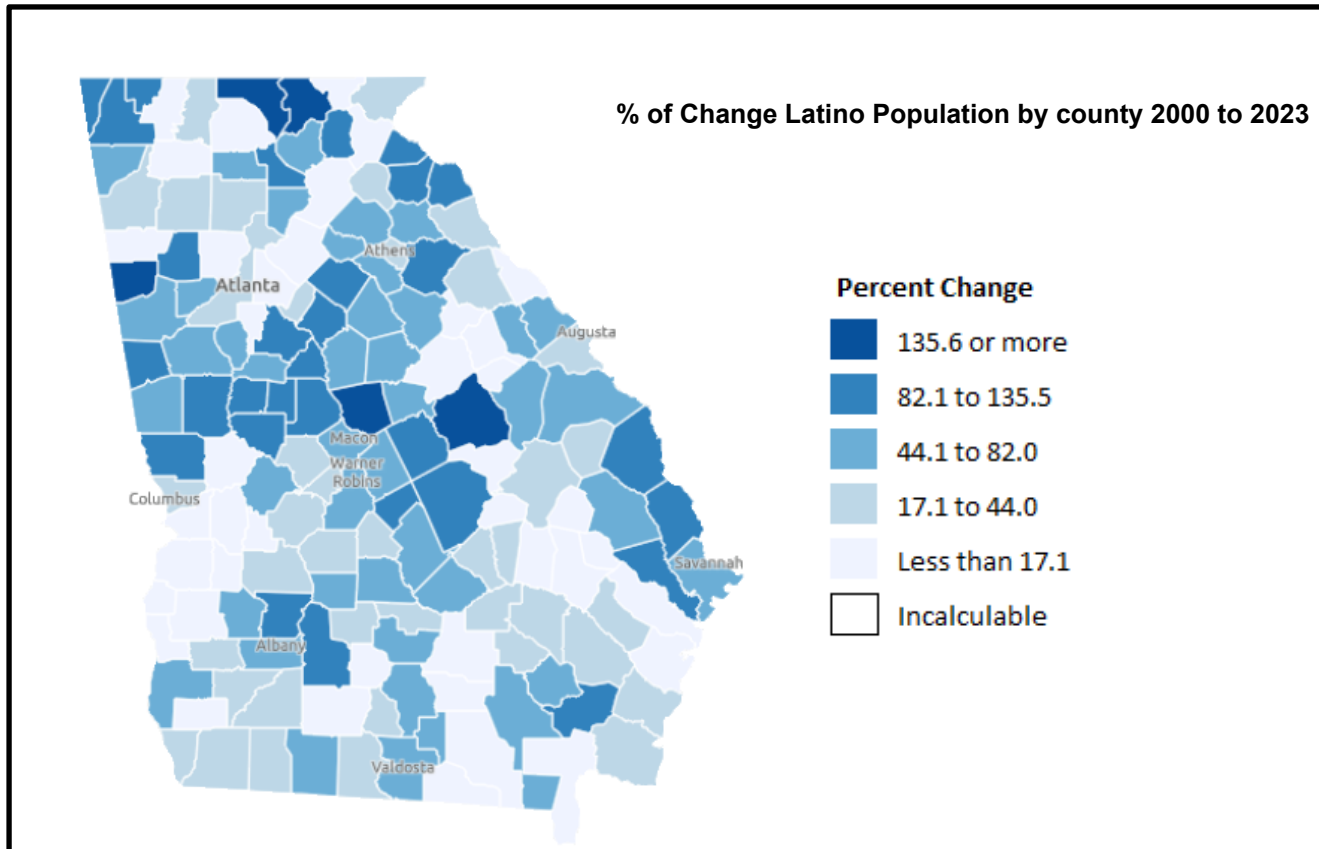 % of Change Latino Population by county 2000 to 2023
Athens
Atlanta
Percent Change
Augusta
135.6 or more
82.1 to 135.5
44.1 to 82.0
Macon
Warner
Robins
Columbus
17.1 to 44.0
Savannah
Less than 17.1
Incalculable
Albany
Valdosta